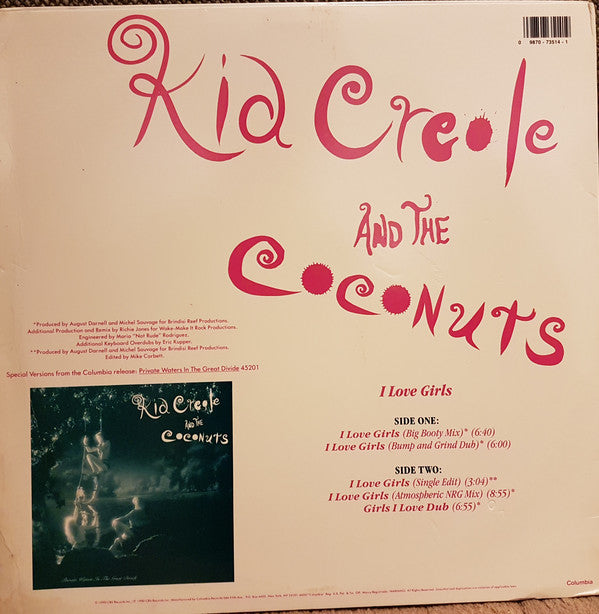 0 9870 - 73514 - 1
Kid Creole
AND THE
COCONUTS
*Produced by August Darnell and Michel Sauvage for Brindisi Reef Productions.
Additional Production and Remix by Richie Jones for Wake-Make It Rock Productions.
Engineered by Mario "Not Rude" Rodriguez.
Additional Keyboard Overdubs by Eric Kupper.
**Produced by August Darnell and Michel Sauvage for Brindisi Reef Productions.
Edited by Mike Corbett.
Special Versions from the Columbia release: Private Waters In The Great Divide 45201
Kid Creole
AND THE
COCONUTS
Private Waters In The Great Divide
I Love Girls
SIDE ONE:
I Love Girls (Big Booty Mix)* (6:40)
I Love Girls (Bump and Grind Dub)* (6:00)
SIDE TWO:
I Love Girls (Single Edit) (3:04)**
I Love Girls (Atmospheric NRG Mix) (8:55)*
Girls I Love Dub (6:55)*
Columbia